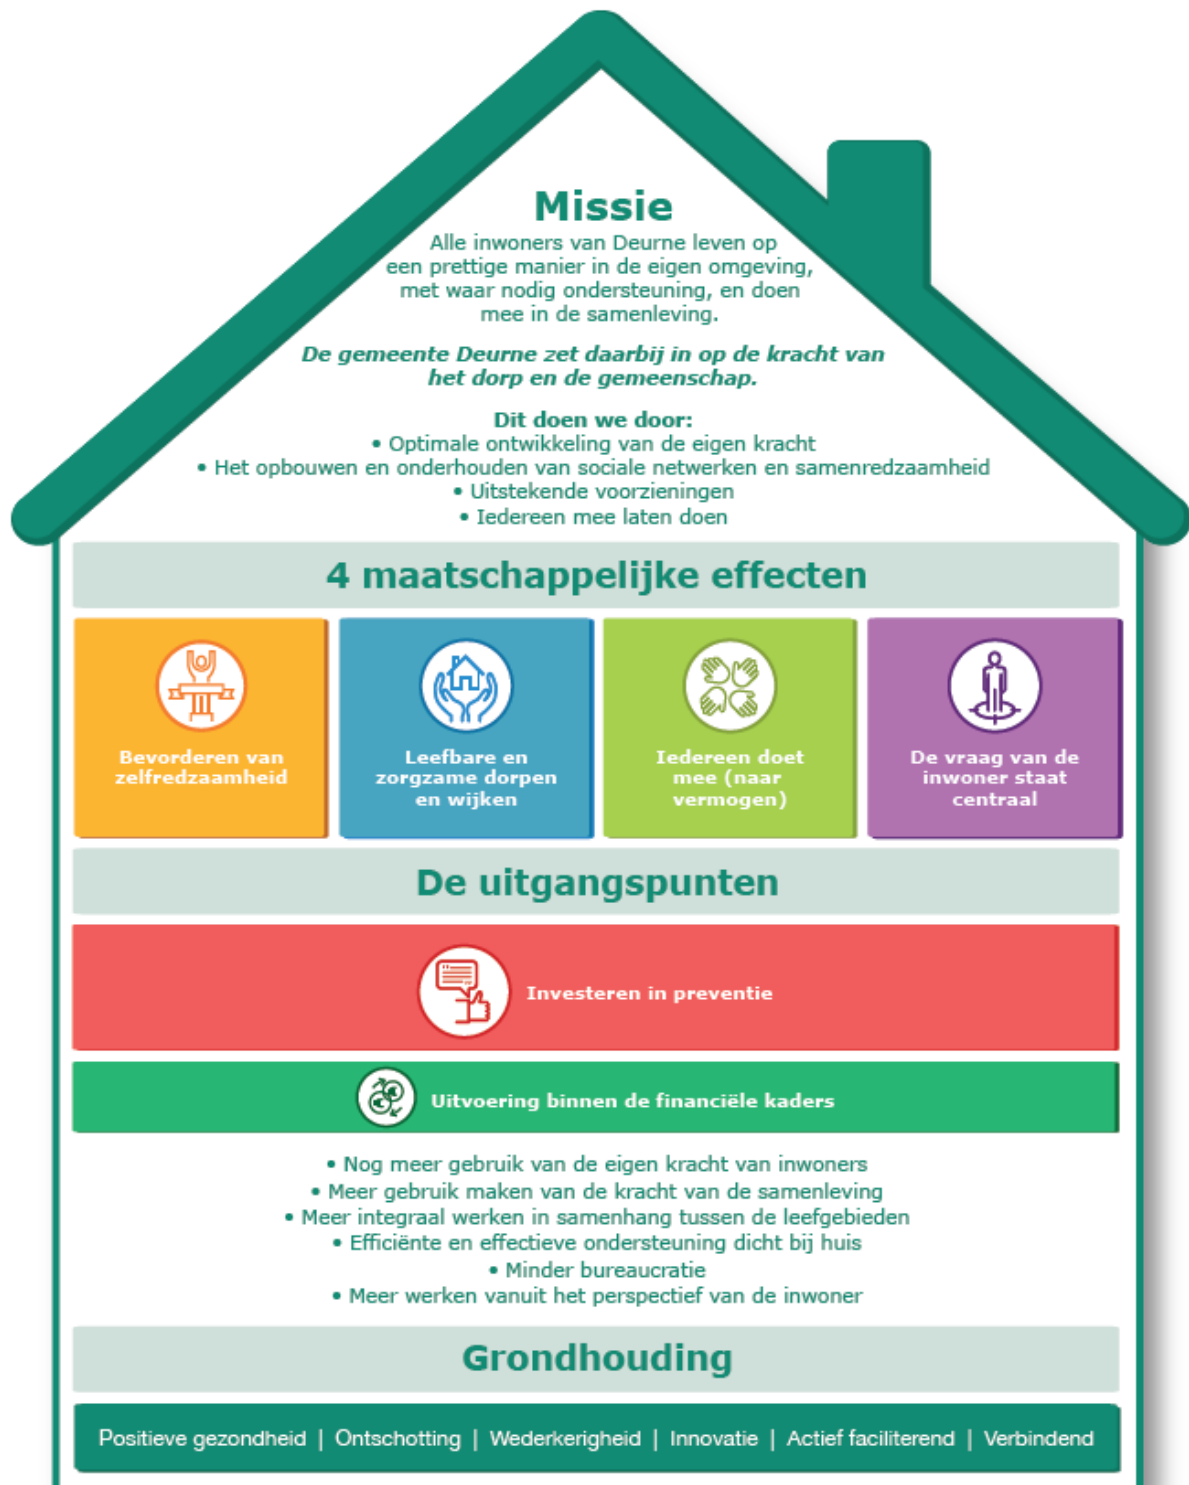 Missie
Alle inwoners van Deurne leven op
een prettige manier in de eigen omgeving,
met waar nodig ondersteuning, en doen
mee in de samenleving.
De gemeente Deurne zet daarbij in op de kracht van
het dorp en de gemeenschap.
Dit doen we door:
• Optimale ontwikkeling van de eigen kracht
• Het opbouwen en onderhouden van sociale netwerken en samenredzaamheid
• Uitstekende voorzieningen
• Iedereen mee laten doen
4 maatschappelijke effecten
Bevorderen van
zelfredzaamheid
Leefbare en
zorgzame dorpen
en wijken
Iedereen doet
mee (naar
vermogen)
De vraag van de
inwoner staat
centraal
De uitgangspunten
Investeren in preventie
Uitvoering binnen de financiële kaders
• Nog meer gebruik van de eigen kracht van inwoners
• Meer gebruik maken van de kracht van de samenleving
• Meer integraal werken in samenhang tussen de leefgebieden
• Efficiënte en effectieve ondersteuning dicht bij huis
• Minder bureaucratie
• Meer werken vanuit het perspectief van de inwoner
Grondhouding
Positieve gezondheid | Ontschotting | Wederkerigheid | Innovatie | Actief faciliterend | Verbindend